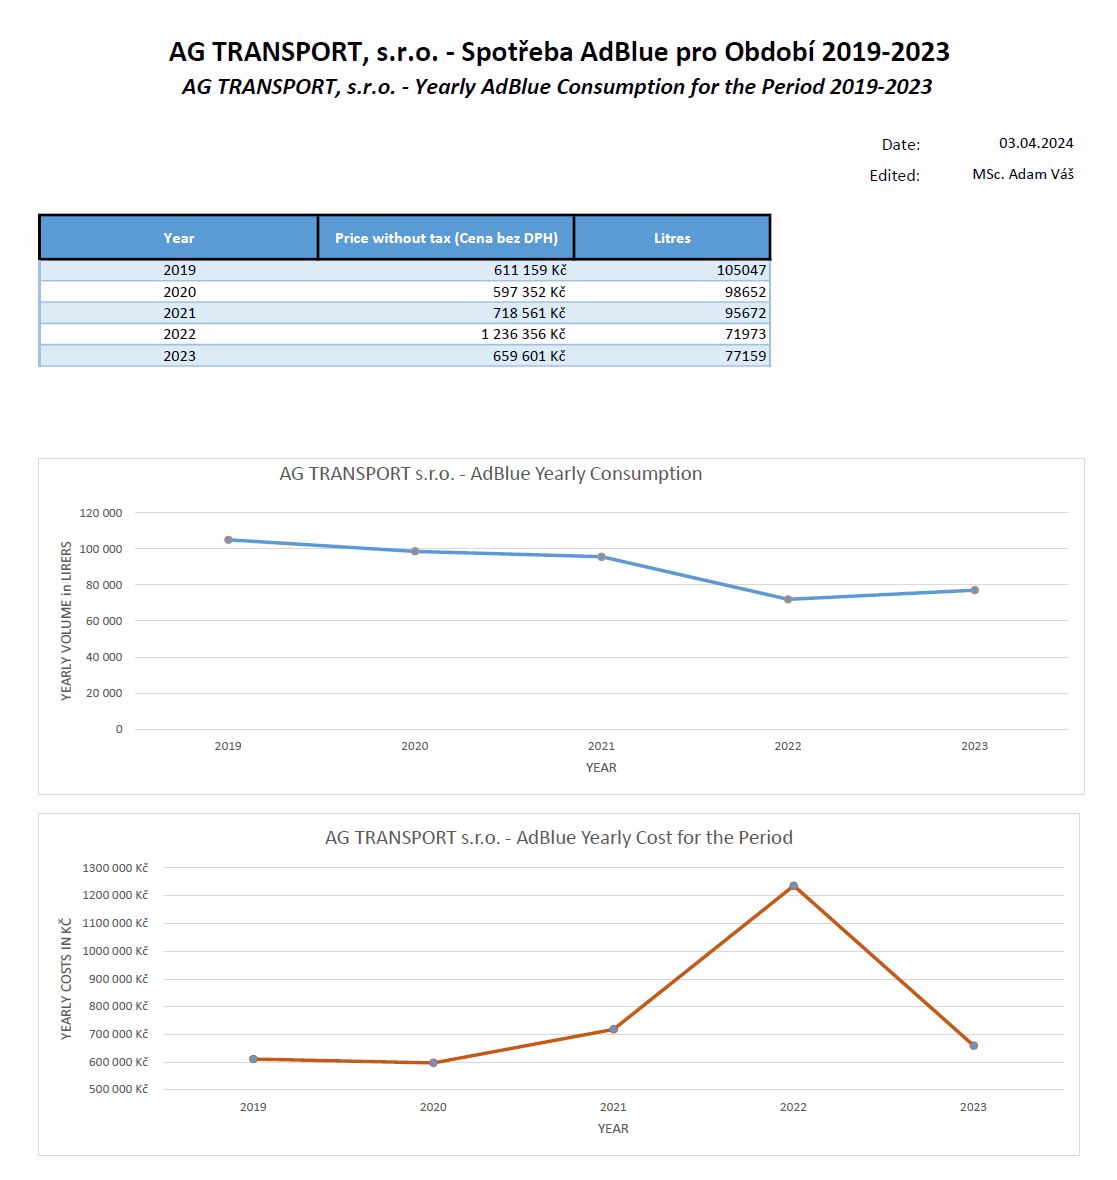 AG TRANSPORT, s.r.o. - Spotřeba AdBlue pro Období 2019-2023
AG TRANSPORT, s.r.o. - Yearly AdBlue Consumption for the Period 2019-2023
Date: 03.04.2024
Edited: MSc. Adam Váš
Year Price without tax (Cena bez DPH) Litres
2019 611 159 Kč 105047
2020 597 352 Kč 98652
2021 718 561 Kč 95672
2022 1 236 356 Kč 71973
2023 659 601 Kč 77159
AG TRANSPORT s.r.o. - AdBlue Yearly Consumption
YEARLY VOLUME in LIRERS
120 000
100 000
80 000
60 000
40 000
20 000
0
2019 2020 2021 2022 2023
YEAR
AG TRANSPORT s.r.o. - AdBlue Yearly Cost for the Period
YEARLY COSTS IN KČ
1300 000 Kč
1200 000 Kč
1100 000 Kč
1000 000 Kč
900 000 Kč
800 000 Kč
700 000 Kč
600 000 Kč
500 000 Kč
2019 2020 2021 2022 2023
YEAR